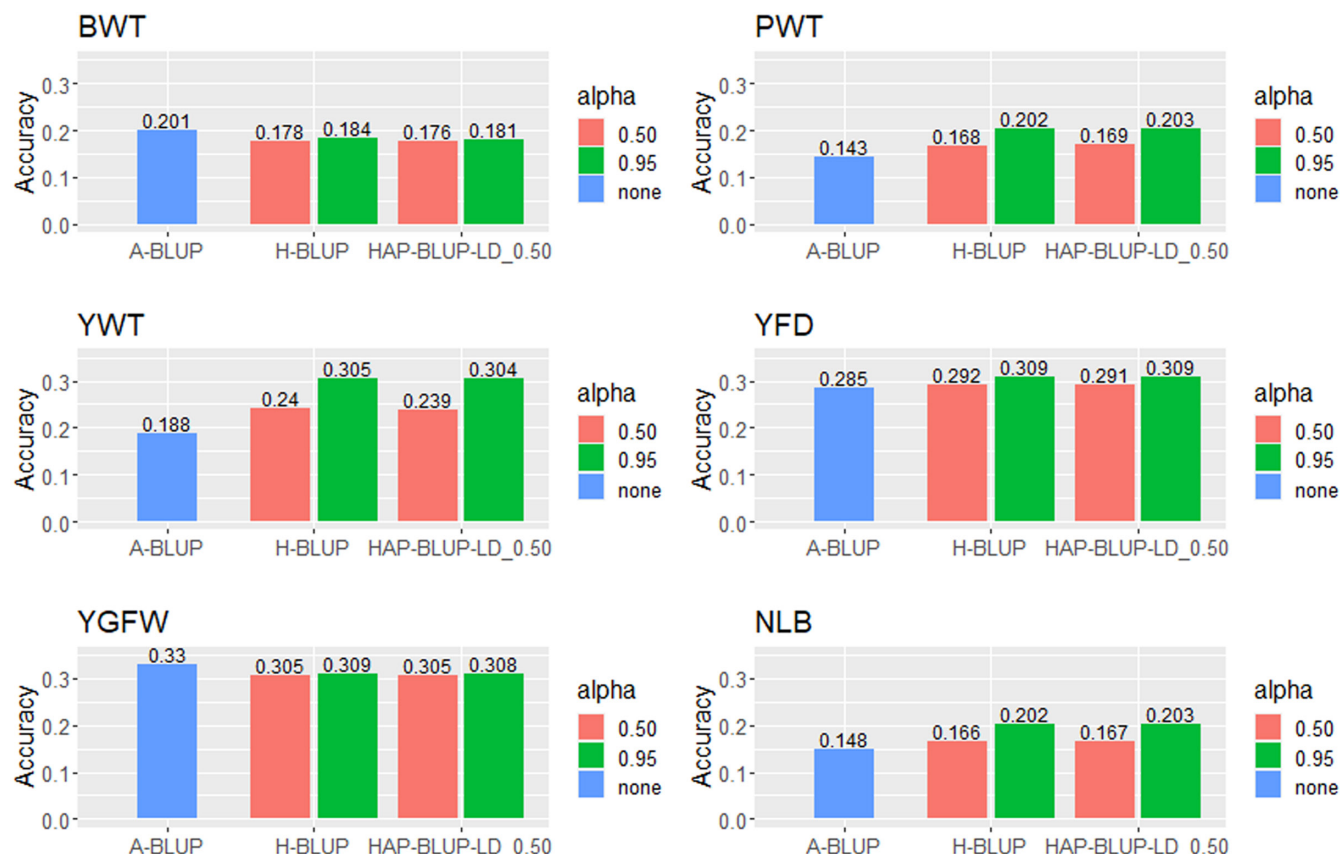 BWT
Accuracy
0.3
0.2
0.1
0.0
0.201
0.178
0.184
0.176
0.181
A-BLUP
H-BLUP
HAP-BLUP-LD_0.50
alpha
0.50
0.95
none
PWT
Accuracy
0.3
0.2
0.1
0.0
0.143
0.168
0.202
0.169
0.203
A-BLUP
H-BLUP
HAP-BLUP-LD_0.50
alpha
0.50
0.95
none
YWT
Accuracy
0.3
0.2
0.1
0.0
0.188
0.24
0.305
0.239
0.304
A-BLUP
H-BLUP
HAP-BLUP-LD_0.50
alpha
0.50
0.95
none
YFD
Accuracy
0.3
0.2
0.1
0.0
0.285
0.292
0.309
0.291
0.309
A-BLUP
H-BLUP
HAP-BLUP-LD_0.50
alpha
0.50
0.95
none
YGFW
Accuracy
0.3
0.2
0.1
0.0
0.33
0.305
0.309
0.305
0.308
A-BLUP
H-BLUP
HAP-BLUP-LD_0.50
alpha
0.50
0.95
none
NLB
Accuracy
0.3
0.2
0.1
0.0
0.148
0.166
0.202
0.167
0.203
A-BLUP
H-BLUP
HAP-BLUP-LD_0.50
alpha
0.50
0.95
none